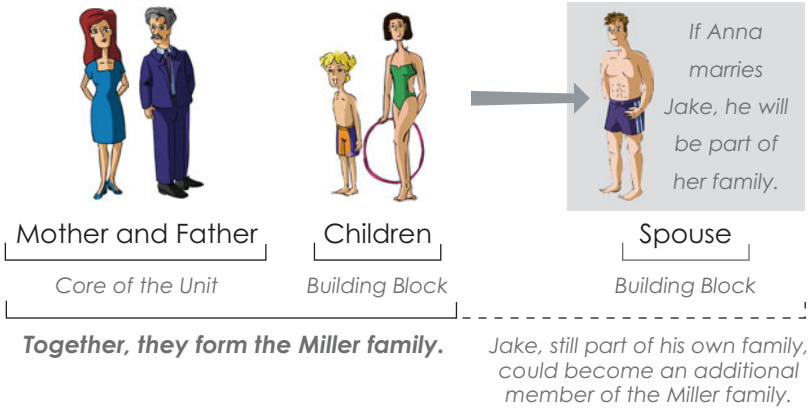 If Anna
marries
Jake, he will
be part of
her family.
Mother and Father
Children
Spouse
Core of the Unit
Building Block
Building Block
Together, they form the Miller family.
Jake, still part of his own family,
could become an additional
member of the Miller family.